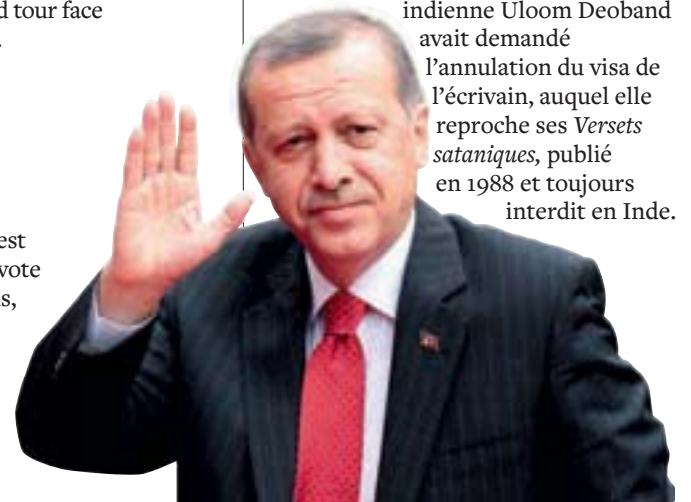 d tour face
.
est
vote
s,
indienne Uloom Deoband
avait demandé
l’annulation du visa de
l’écrivain, auquel elle
reproche ses Versets
sataniques, publié
en 1988 et toujours
interdit en Inde.